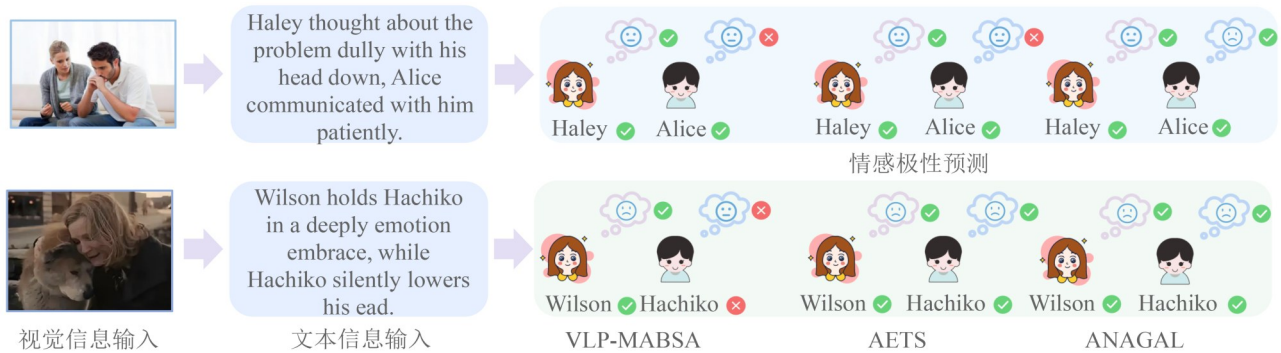 Haley thought about the
problem dully with his
head down, Alice
communicated with him
patiently.
Haley Alice Haley Alice Haley Alice
情感极性预测
Wilson holds Hachiko
in a deeply emotion
embrace, while
Hachiko silently lowers
his ead.
Wilson Hachiko Wilson Hachiko Wilson Hachiko
视觉信息输入 文本信息输入 VLP-MABSA AETS ANAGAL